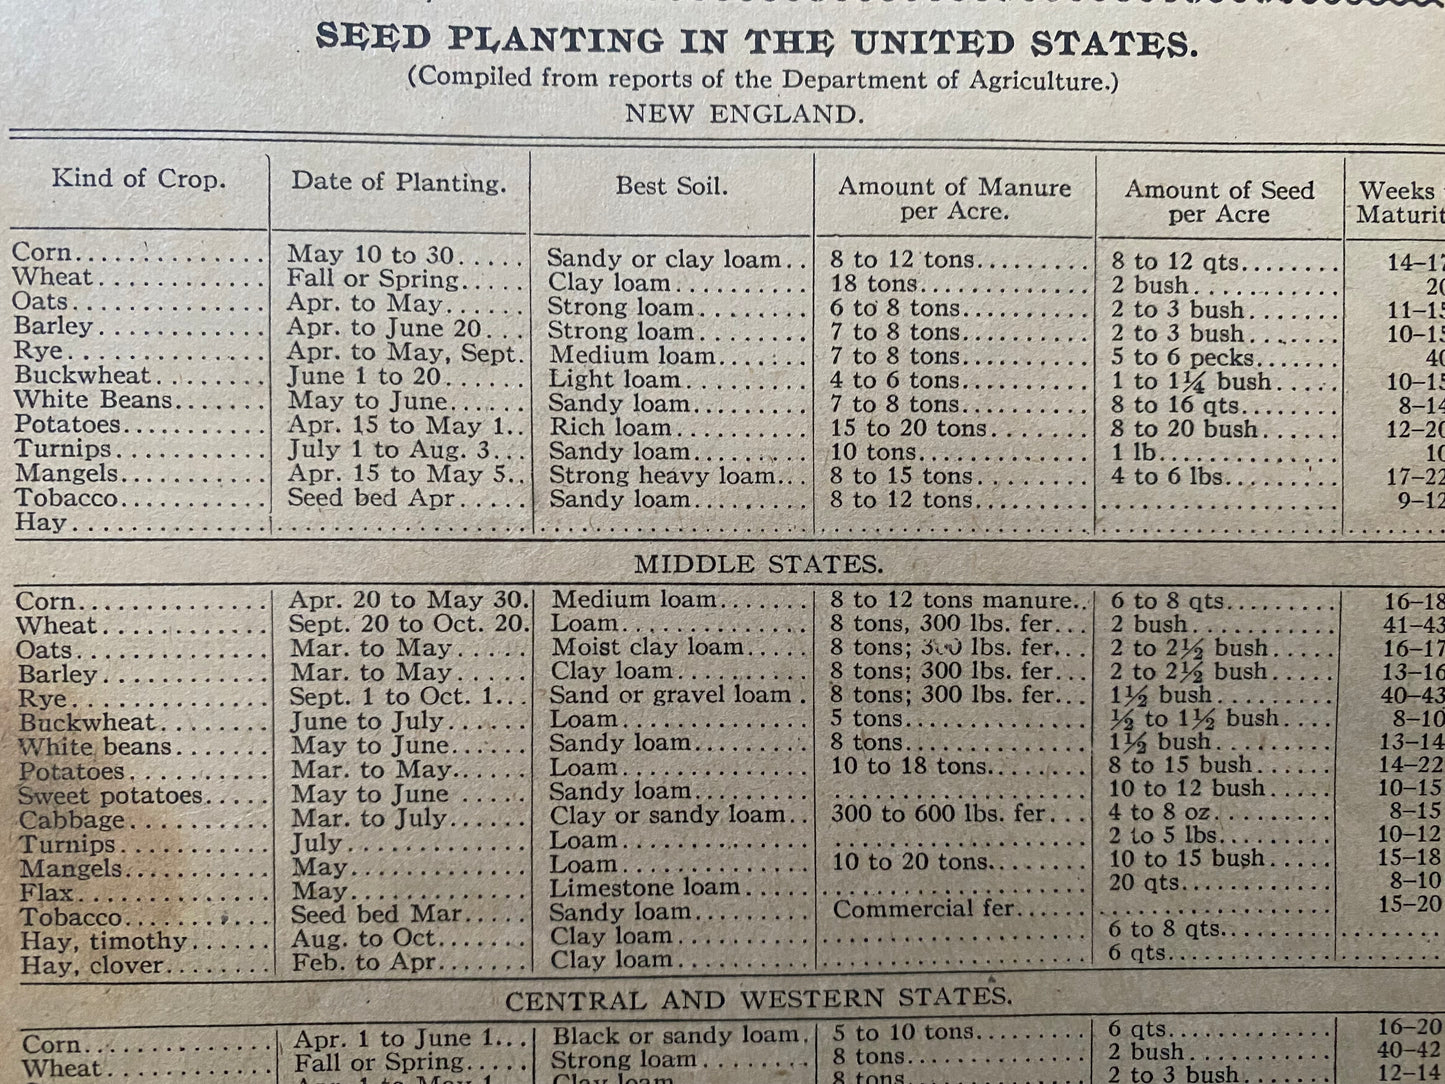 SEED PLANTING IN THE UNITED STATES.
(Compiled from reports of the Department of Agriculture.)
NEW ENGLAND.
Kind of Crop. Date of Planting. Best Soil. Amount of Manure per Acre. Amount of Seed per Acre Weeks Maturit
Corn.............. May 10 to 30..... Sandy or clay loam.. 8 to 12 tons......... 8 to 12 qts........ 14–17
Wheat............ Fall or Spring..... Clay loam.......... 18 tons............. 2 bush............ 20
Oats.............. Apr. to May...... Strong loam........ 6 to 8 tons.......... 2 to 3 bush....... 11–15
Barley............ Apr. to June 20... Strong loam........ 7 to 8 tons.......... 2 to 3 bush....... 10–15
Rye............... Apr. to May, Sept. Medium loam....... 7 to 8 tons.......... 5 to 6 pecks...... 40
Buckwheat........ June 1 to 20...... Light loam......... 4 to 6 tons.......... 1 to 1¼ bush..... 10–15
White Beans....... May to June...... Sandy loam........ 7 to 8 tons.......... 8 to 16 qts........ 8–14
Potatoes.......... Apr. 15 to May 1.. Rich loam.......... 15 to 20 tons....... 8 to 20 bush...... 12–20
Turnips........... July 1 to Aug. 3... Sandy loam........ 10 tons............. 1 lb............... 10
Mangels.......... Apr. 15 to May 5.. Strong heavy loam... 8 to 15 tons......... 4 to 6 lbs......... 17–22
Tobacco.......... Seed bed Apr..... Sandy loam........ 8 to 12 tons......... ................. 9–12
Hay.............. .................. .................. .................. .................. .......
MIDDLE STATES.
Corn.............. Apr. 20 to May 30. Medium loam....... 8 to 12 tons manure.. 6 to 8 qts......... 16–18
Wheat............ Sept. 20 to Oct. 20. Loam.............. 8 tons, 300 lbs. fer... 2 bush............ 41–43
Oats.............. Mar. to May...... Moist clay loam..... 8 tons; 300 lbs. fer... 2 to 2½ bush..... 16–17
Barley............ Mar. to May...... Clay loam.......... 8 tons; 300 lbs. fer... 2 to 2½ bush..... 13–16
Rye.............. Sept. 1 to Oct. 1... Sand or gravel loam . 8 tons; 300 lbs. fer... 1½ bush.......... 40–43
Buckwheat........ June to July...... Loam.............. 5 tons............. ½ to 1½ bush.... 8–10
White beans....... May to June...... Sandy loam........ 8 tons............. 1½ bush.......... 13–14
Potatoes.......... Mar. to May...... Loam.............. 10 to 18 tons....... 8 to 15 bush...... 14–22
Sweet potatoes..... May to June ..... Sandy loam........ .................. 10 to 12 bush..... 10–15
Cabbage.......... Mar. to July...... Clay or sandy loam.. 300 to 600 lbs. fer... 4 to 8 oz......... 8–15
Turnips........... July............. Loam.............. .................. 2 to 5 lbs........ 10–12
Mangels.......... May............. Loam.............. 10 to 20 tons....... 10 to 15 bush..... 15–18
Flax.............. May............. Limestone loam..... .................. 20 qts............ 8–10
Tobacco.......... Seed bed Mar..... Sandy loam........ Commercial fer...... ................. 15–20
Hay, timothy...... Aug. to Oct....... Clay loam.......... .................. 6 to 8 qts......... .......
Hay, clover........ Feb. to Apr....... Clay loam.......... .................. 6 qts............. .......
CENTRAL AND WESTERN STATES.
Corn.............. Apr. 1 to June 1... Black or sandy loam. 5 to 10 tons......... 6 qts............. 16–20
Wheat............ Fall or Spring..... Strong loam........ 8 tons............. 2 bush............ 40–42
Apr. 1 to May 1 Clay loam 8 tons 2 to 3 bush 12–14